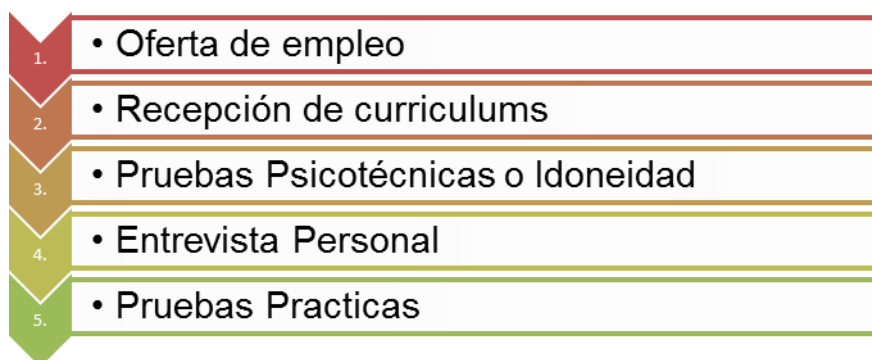 1. • Oferta de empleo
2. • Recepción de curriculums
3. • Pruebas Psicotécnicas o Idoneidad
4. • Entrevista Personal
5. • Pruebas Practicas